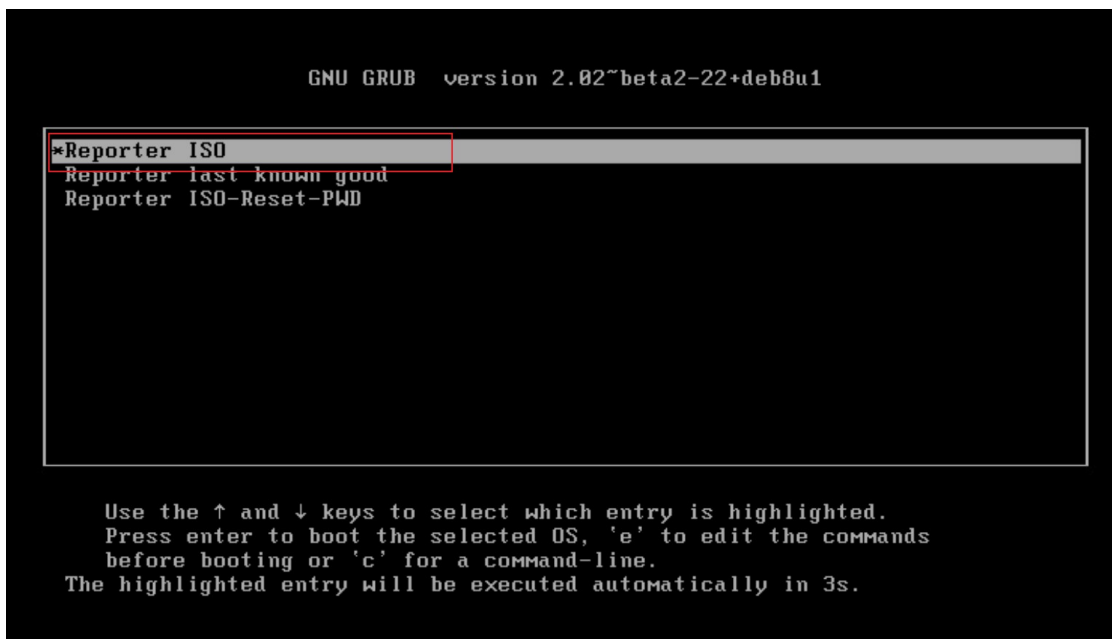 GNU GRUB  version 2.02~beta2-22+deb8u1
*Reporter ISO
Reporter last known good
Reporter ISO-Reset-PWD
Use the ↑ and ↓ keys to select which entry is highlighted.
Press enter to boot the selected OS, `e' to edit the commands
before booting or `c' for a command-line.
The highlighted entry will be executed automatically in 3s.